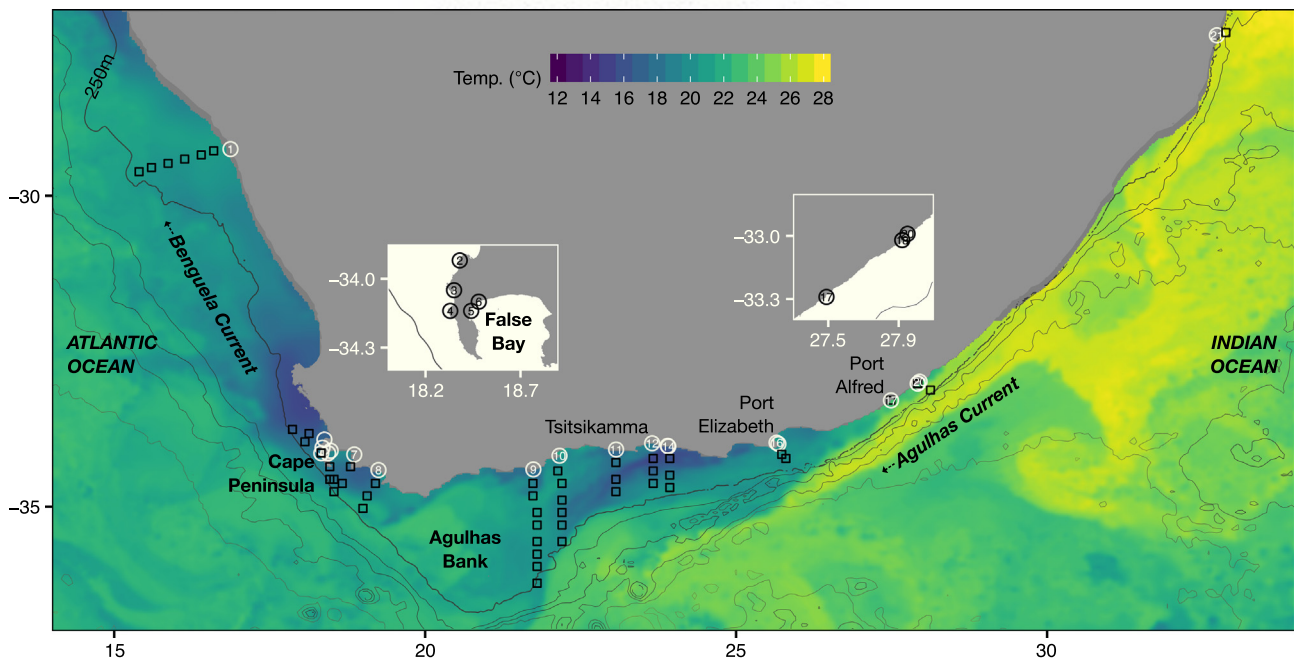 250m
Temp. (°C)
12 14 16 18 20 22 24 26 28
21
1
−30
Benguela Current
−34.0
−34.3
18.2 18.7
2
3
4
5
6
False
Bay
−33.0
−33.3
27.5 27.9
17
ATLANTIC
OCEAN
INDIAN
OCEAN
Port
Alfred
Agulhas Current
Port
Elizabeth
Tsitsikamma
7
8
9
10
11
12
14
16
17
20
Cape
Peninsula
Agulhas
Bank
−35
15 20 25 30